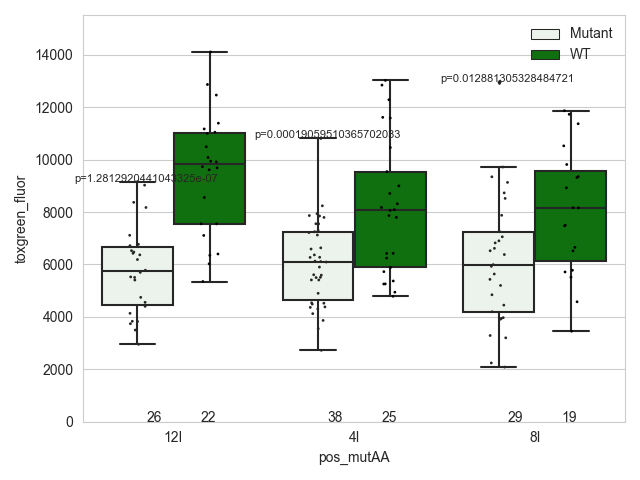 Mutant
WT
p=0.012881305328484721
p=0.00019059510365702033
p=1.2812920441043325e-07
14000
12000
10000
8000
6000
4000
2000
0
toxgreen_fluor
26 22 38 25 29 19
12I 4I 8I
pos_mutAA